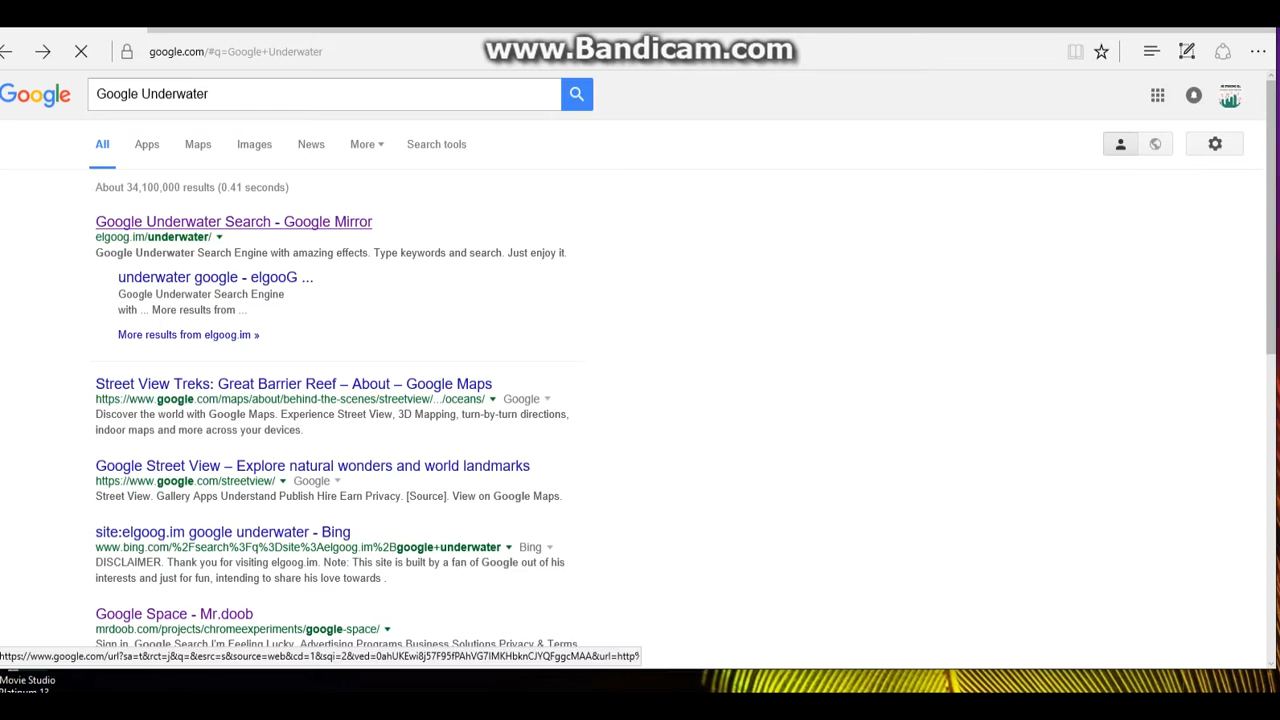 www.Bandicam.com
google.com/#q=Google+Underwater
Google
Google Underwater
All Apps Maps Images News More Search tools
About 34,100,000 results (0.41 seconds)
Google Underwater Search - Google Mirror
elgoog.im/underwater/
Google Underwater Search Engine with amazing effects. Type keywords and search. Just enjoy it.
underwater google - elgooG ...
Google Underwater Search Engine
with ... More results from ...
More results from elgoog.im »
Street View Treks: Great Barrier Reef – About – Google Maps
https://www.google.com/maps/about/behind-the-scenes/streetview/.../oceans/ Google
Discover the world with Google Maps. Experience Street View, 3D Mapping, turn-by-turn directions,
indoor maps and more across your devices.
Google Street View – Explore natural wonders and world landmarks
https://www.google.com/streetview/ Google
Street View. Gallery Apps Understand Publish Hire Earn Privacy. [Source]. View on Google Maps.
site:elgoog.im google underwater - Bing
www.bing.com/%2Fsearch%3Fq%3Dsite%3Aelgoog.im%2Bgoogle+underwater Bing
DISCLAIMER. Thank you for visiting elgoog.im. Note: This site is built by a fan of Google out of his
interests and just for fun, intending to share his love towards .
Google Space - Mr.doob
mrdoob.com/projects/chromeexperiments/google-space/
Sign in. Google Search I'm Feeling Lucky. Advertising Programs Business Solutions Privacy & Terms
https://www.google.com/url?sa=t&rct=j&q=&esrc=s&source=web&cd=1&sqi=2&ved=0ahUKEwi8j57F95fPAhVG7IMKHbknCJYQFggcMAA&url=http%
Movie Studio
Platinum 13